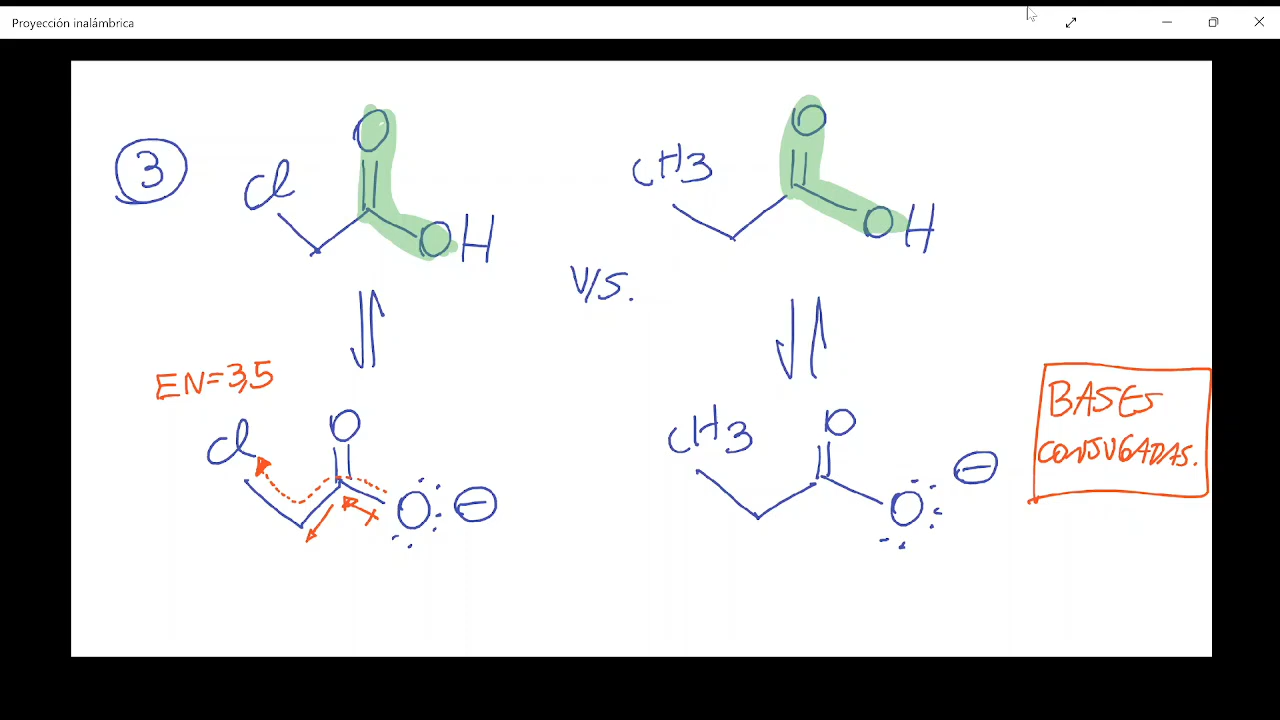 Proyección inalámbrica
3
O
Cl
OH
O
CH3
OH
V/S.
EN=3,5
O
Cl
O ⊖
O
CH3
O ⊖
BASES
CONJUGADAS.